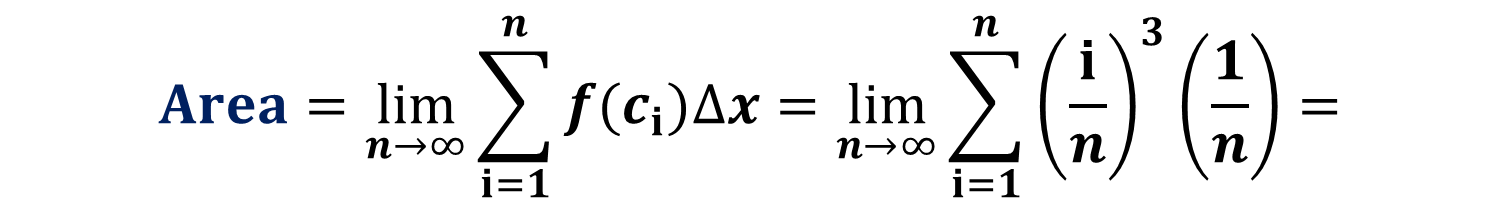 Area = lim_{n→∞} ∑_{i=1}^{n} f(c_i)Δx = lim_{n→∞} ∑_{i=1}^{n} (i/n)^3 (1/n) =